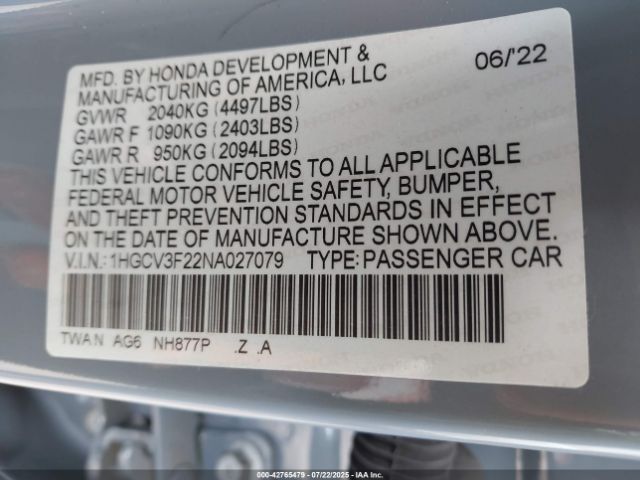 MFD. BY HONDA DEVELOPMENT & 06/'22
MANUFACTURING OF AMERICA, LLC
GVWR 2040KG (4497LBS)
GAWR F 1090KG (2403LBS)
GAWR R 950KG (2094LBS)
THIS VEHICLE CONFORMS TO ALL APPLICABLE
FEDERAL MOTOR VEHICLE SAFETY, BUMPER,
AND THEFT PREVENTION STANDARDS IN EFFECT
ON THE DATE OF MANUFACTURE SHOWN ABOVE.
V.I.N.: 1HGCV3F22NA027079 TYPE: PASSENGER CAR
TWA N AG6 NH877P .Z .A
000-42765479 | 07/22/2025 - IAA Inc.